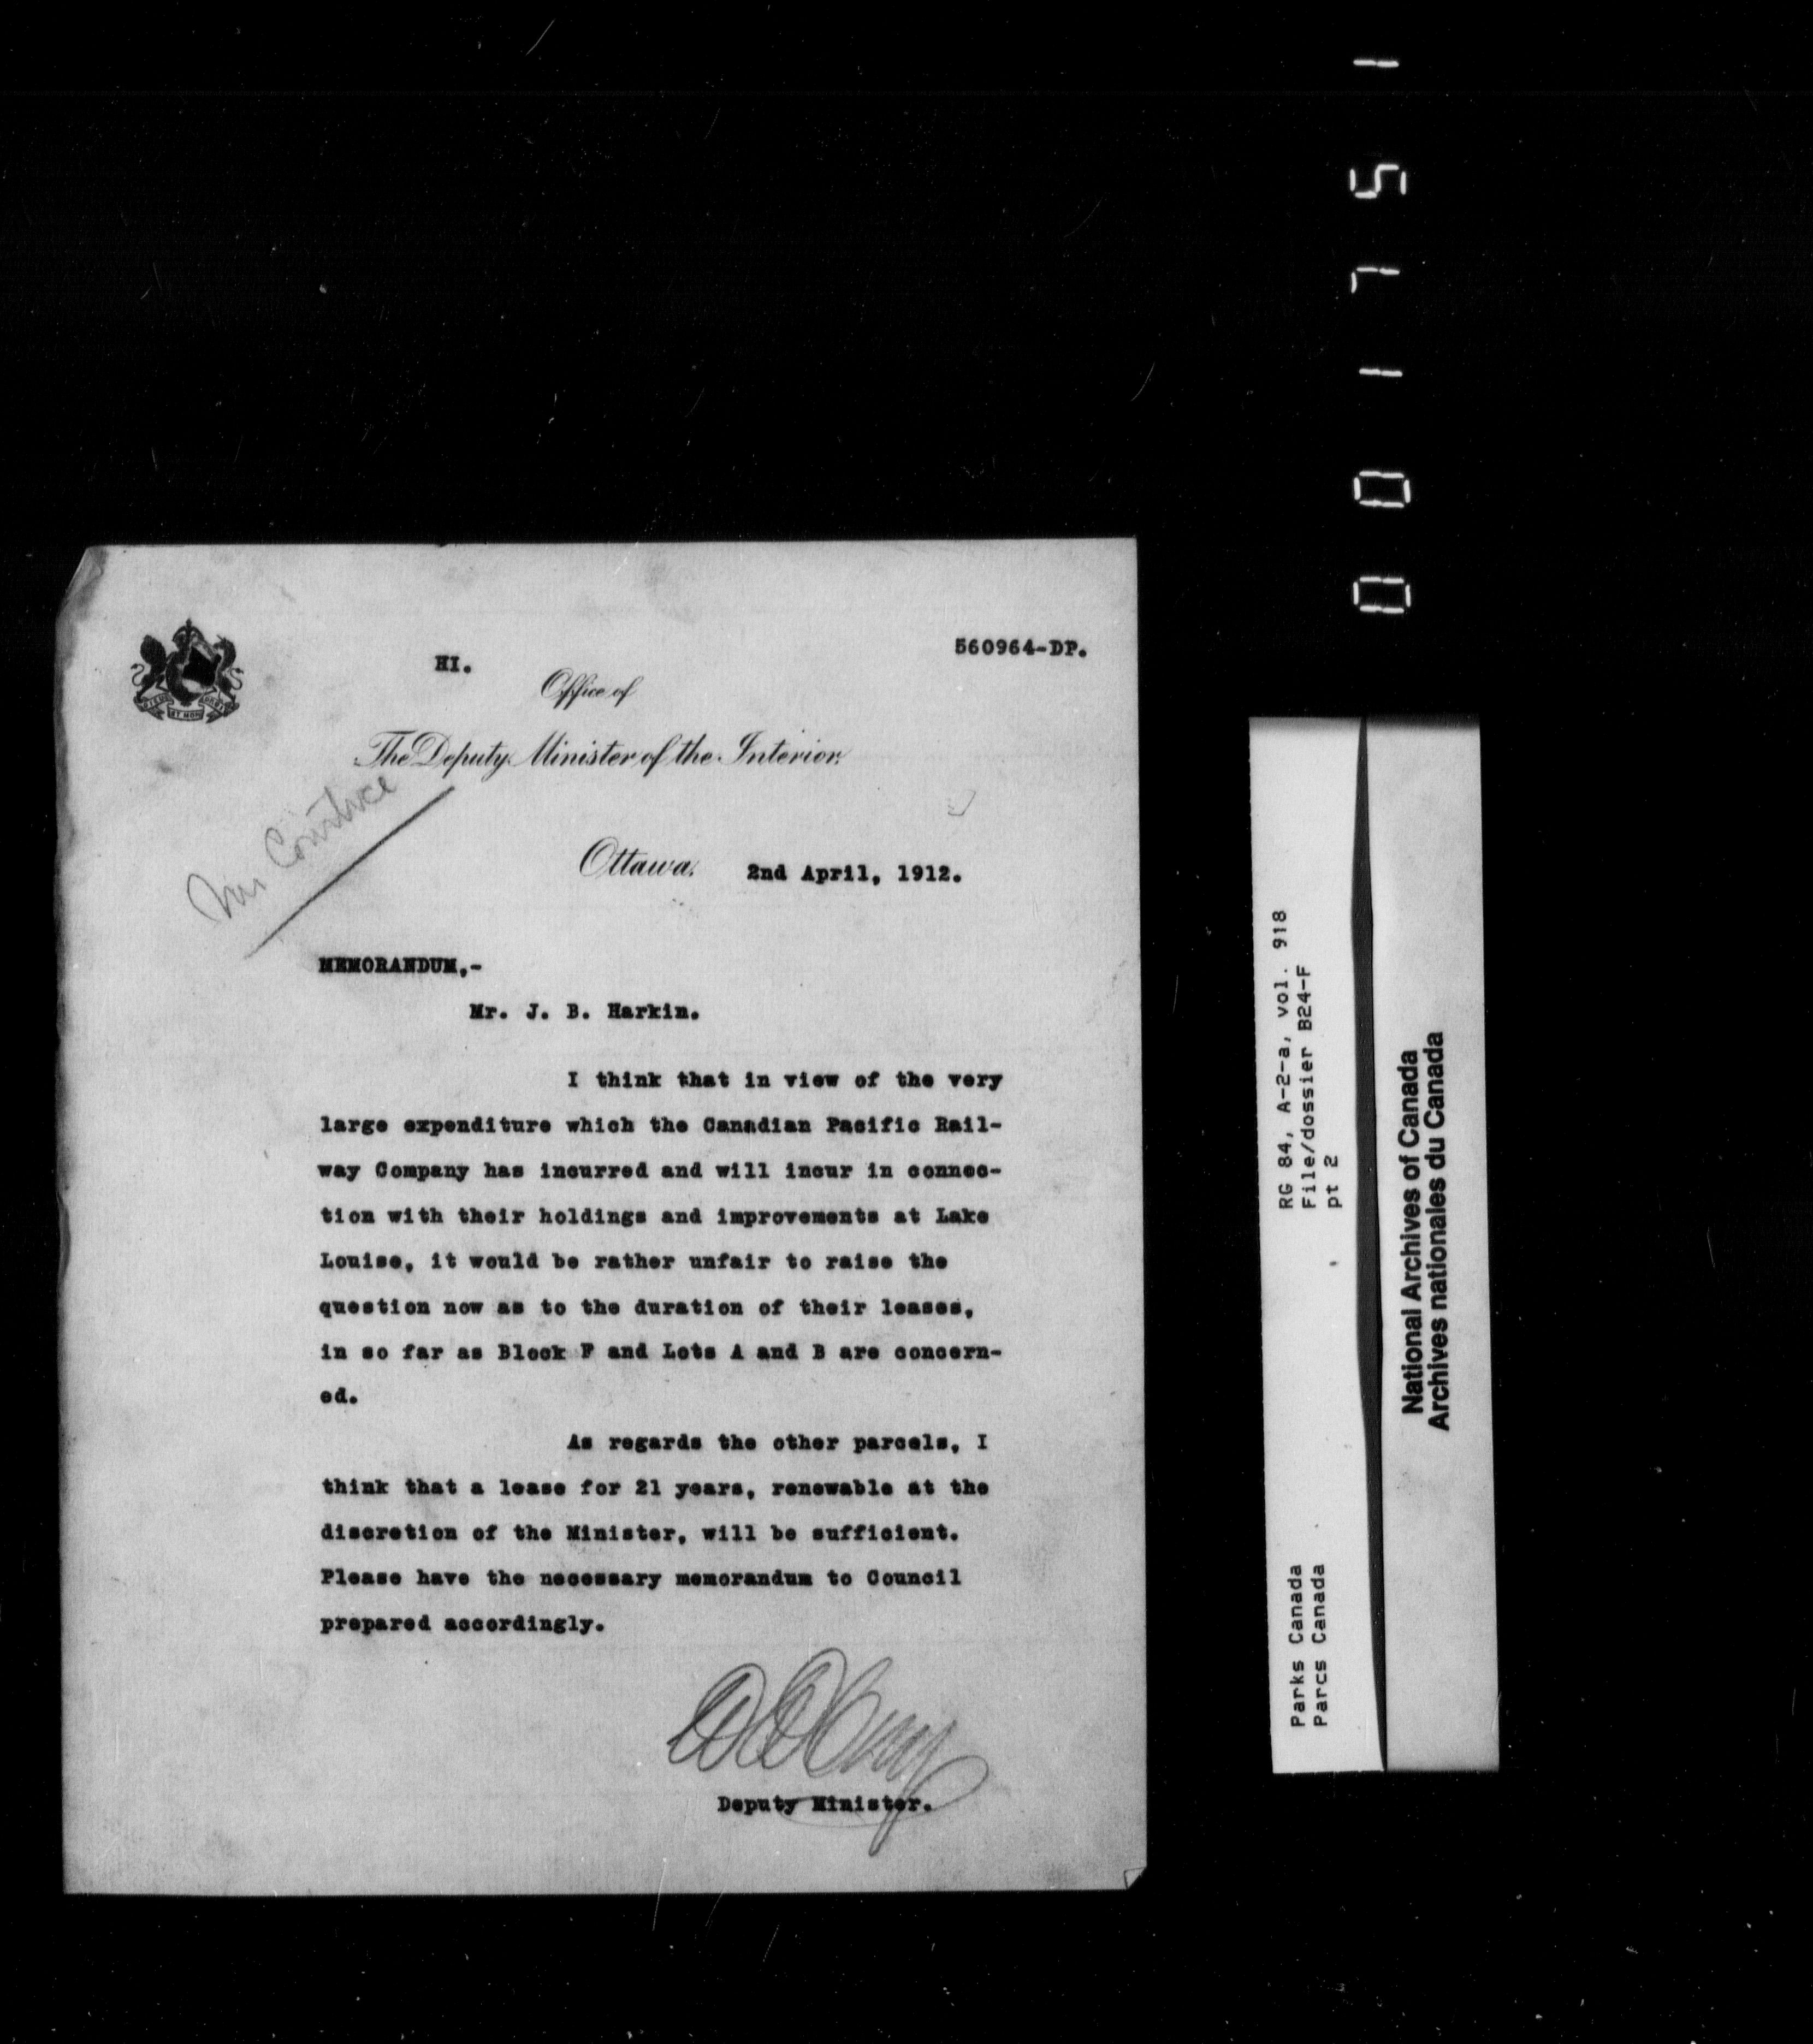 560964-DP.
HI.
Office of
The Deputy Minister of the Interior,
Mr
Ottawa, 2nd April, 1912.
MEMORANDUM,-
Mr. J. B. Harkin.
I think that in view of the very
large expenditure which the Canadian Pacific Rail-
way Company has incurred and will incur in connec-
tion with their holdings and improvements at Lake
Louise, it would be rather unfair to raise the
question now as to the duration of their leases,
in so far as Block F and Lots A and B are concern-
ed.
As regards the other parcels, I
think that a lease for 21 years, renewable at the
discretion of the Minister, will be sufficient.
Please have the necessary memorandum to Council
prepared accordingly.
Deputy Minister.
001751
RG 84, A-2-a, vol. 918
File/dossier B24-F
pt 2
Parks Canada
Parcs Canada
National Archives of Canada
Archives nationales du Canada